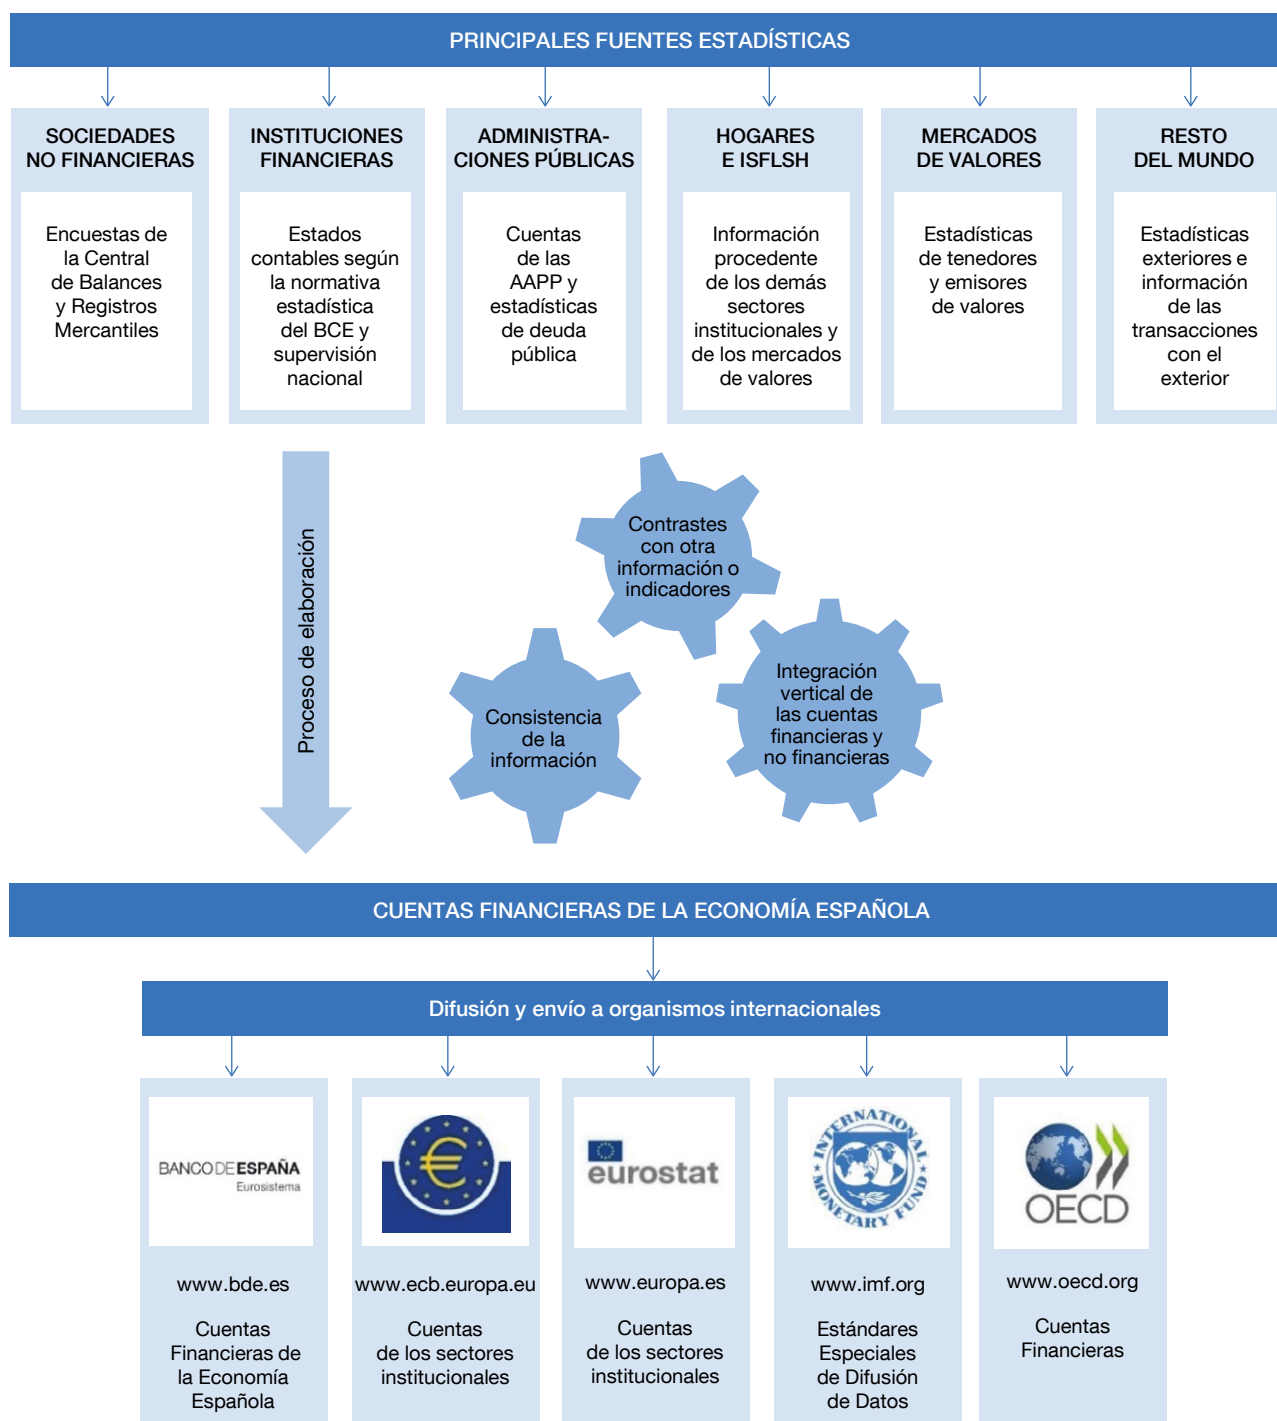 PRINCIPALES FUENTES ESTADÍSTICAS
SOCIEDADES
NO FINANCIERAS
Encuestas de
la Central
de Balances
y Registros
Mercantiles
INSTITUCIONES
FINANCIERAS
Estados
contables según
la normativa
estadística
del BCE y
supervisión
nacional
ADMINISTRA-
CIONES PÚBLICAS
Cuentas
de las
AAPP y
estadísticas
de deuda
pública
HOGARES
E ISFLSH
Información
procedente
de los demás
sectores
institucionales y
de los mercados
de valores
MERCADOS
DE VALORES
Estadísticas
de tenedores
y emisores
de valores
RESTO
DEL MUNDO
Estadísticas
exteriores e
información
de las
transacciones
con el
exterior
Proceso de elaboración
Contrastes
con otra
información o
indicadores
Consistencia
de la
información
Integración
vertical de
las cuentas
financieras y
no financieras
CUENTAS FINANCIERAS DE LA ECONOMÍA ESPAÑOLA
Difusión y envío a organismos internacionales
BANCO DE ESPAÑA
Eurosistema
www.bde.es
Cuentas
Financieras de
la Economía
Española
€
www.ecb.europa.eu
Cuentas
de los sectores
institucionales
eurostat
www.europa.es
Cuentas
de los sectores
institucionales
INTERNATIONAL
MONETARY FUND
www.imf.org
Estándares
Especiales
de Difusión
de Datos
OECD
www.oecd.org
Cuentas
Financieras